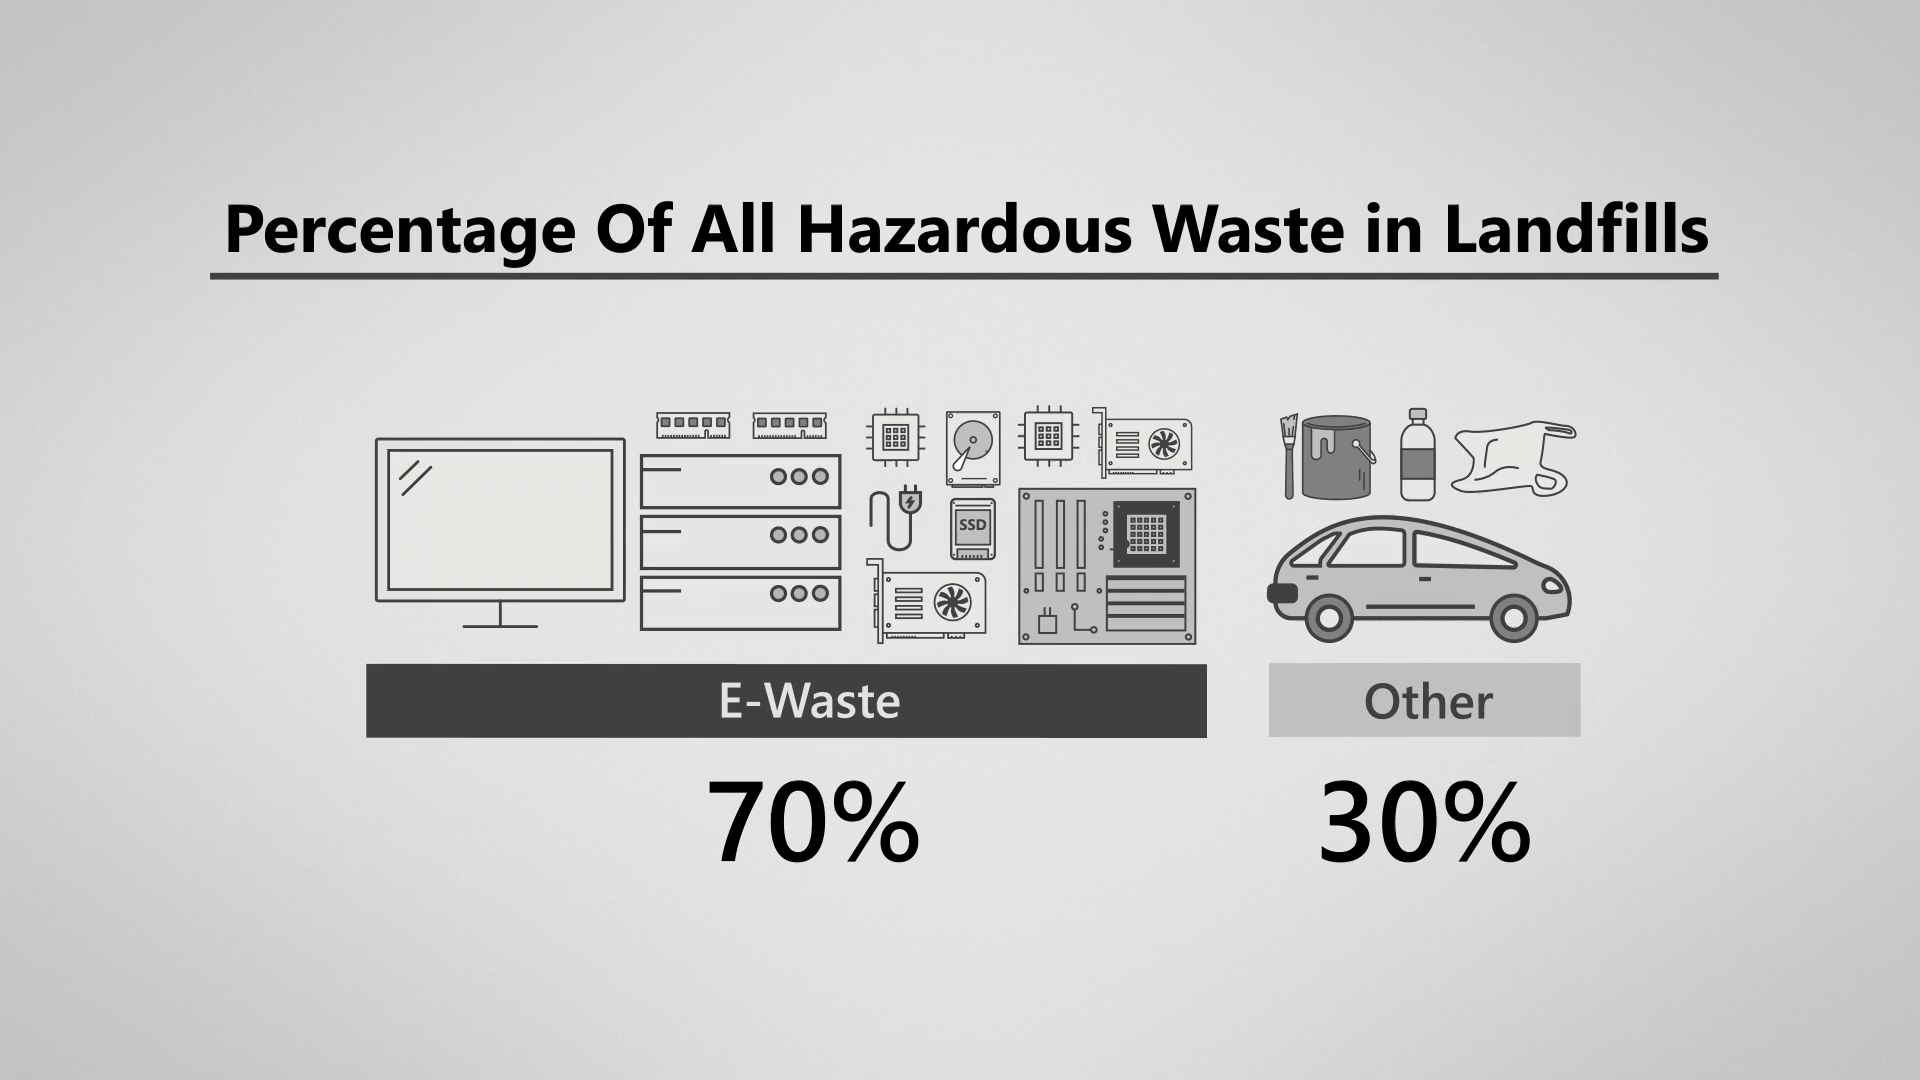 Percentage Of All Hazardous Waste in Landfills
SSD
E-Waste
Other
70%
30%